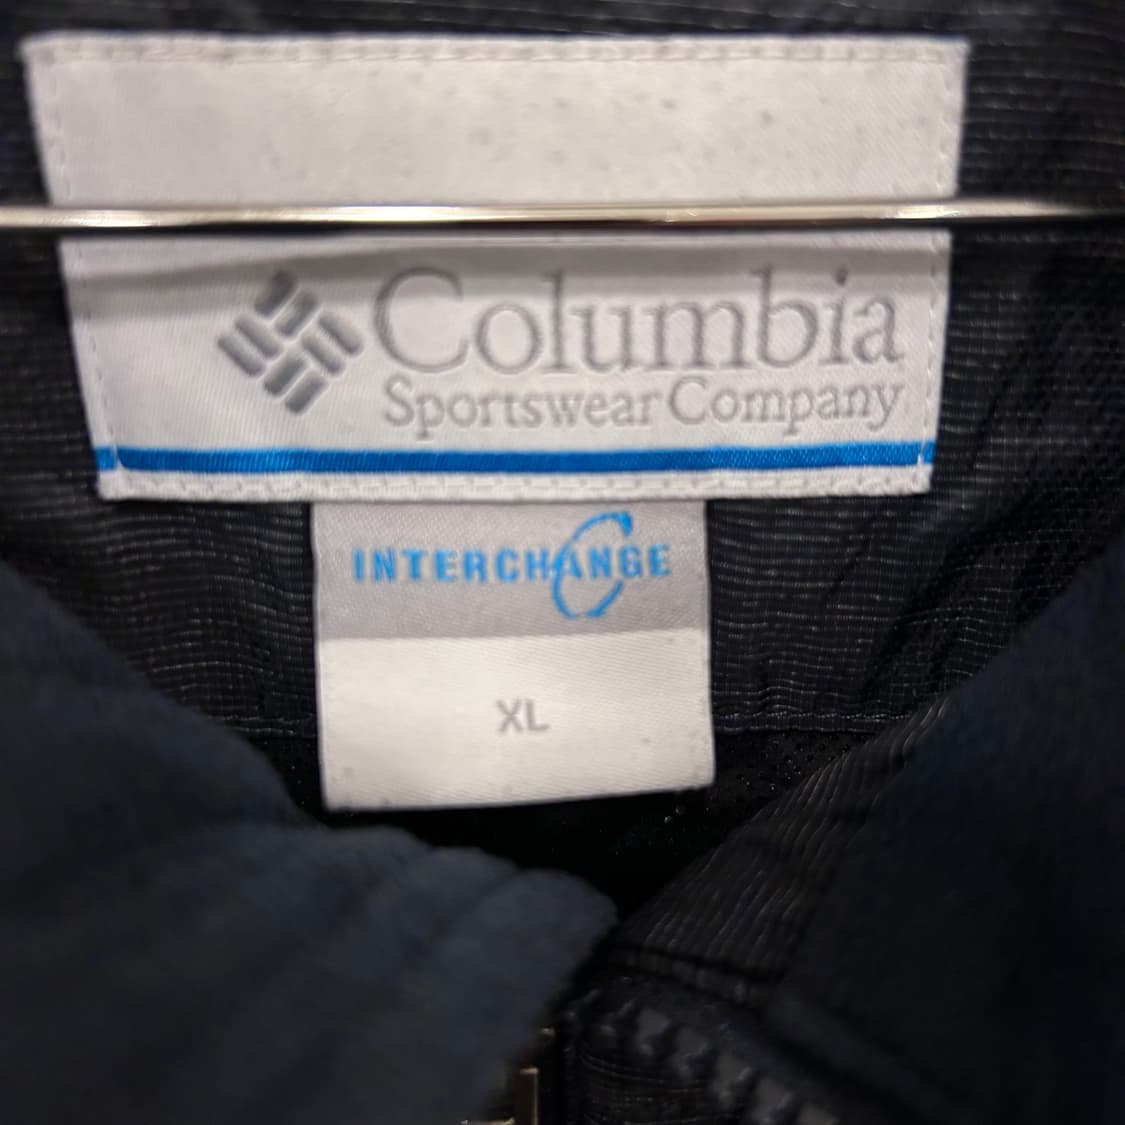 Columbia
Sportswear Company
INTERCHANGE
XL